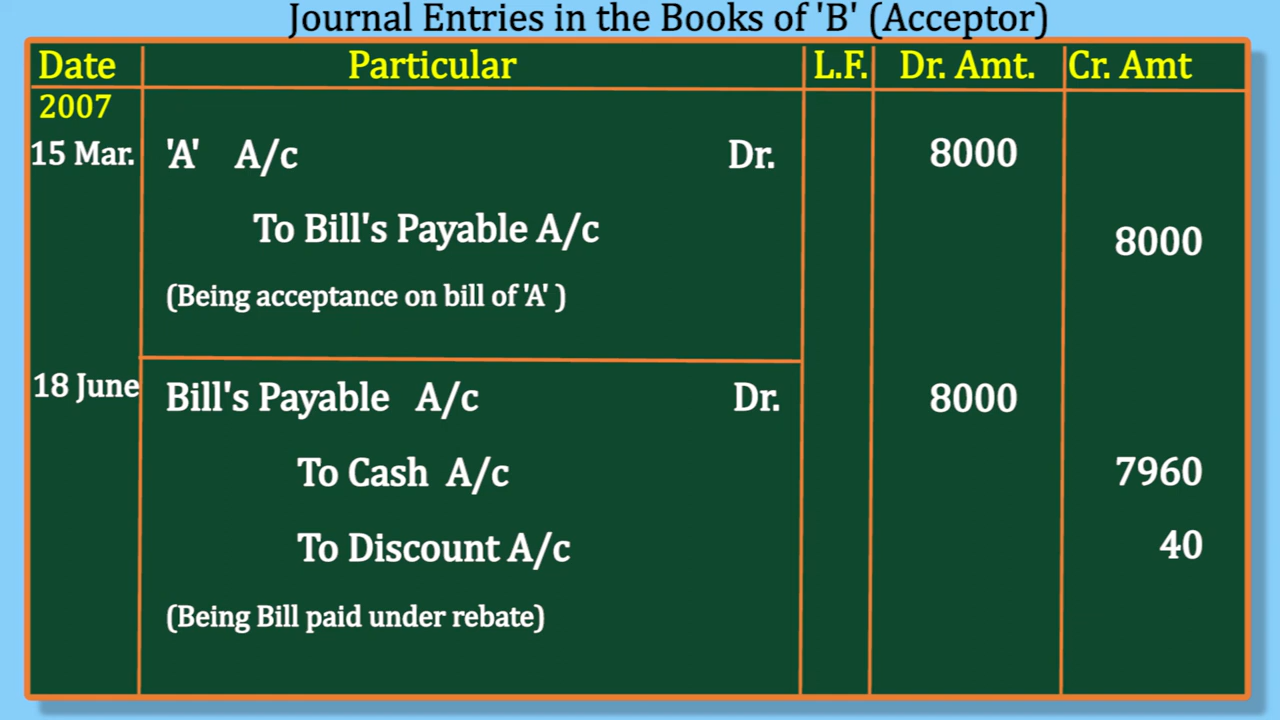 Journal Entries in the Books of 'B' (Acceptor)
Date Particular L.F. Dr. Amt. Cr. Amt
2007
15 Mar. 'A' A/c Dr. 8000
To Bill's Payable A/c 8000
(Being acceptance on bill of 'A' )
18 June Bill's Payable A/c Dr. 8000
To Cash A/c 7960
To Discount A/c 40
(Being Bill paid under rebate)